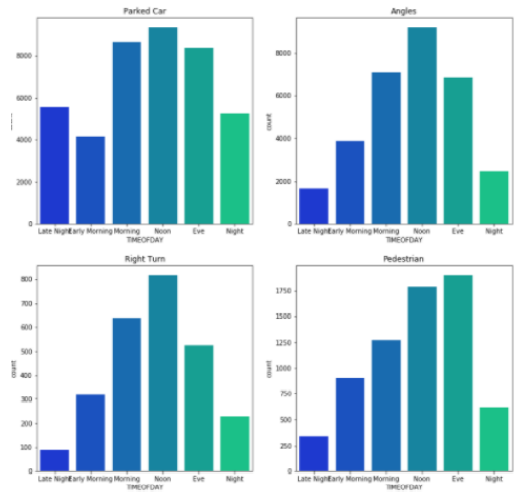 Parked Car
8000
6000
4000
2000
0
Late Night Early Morning Morning Noon Eve Night
TIMEOFDAY
Angles
count
8000
6000
4000
2000
0
Late Night Early Morning Morning Noon Eve Night
TIMEOFDAY
Right Turn
count
800
700
600
500
400
300
200
100
0
Late Night Early Morning Morning Noon Eve Night
TIMEOFDAY
Pedestrian
count
1750
1500
1250
1000
750
500
250
0
Late Night Early Morning Morning Noon Eve Night
TIMEOFDAY